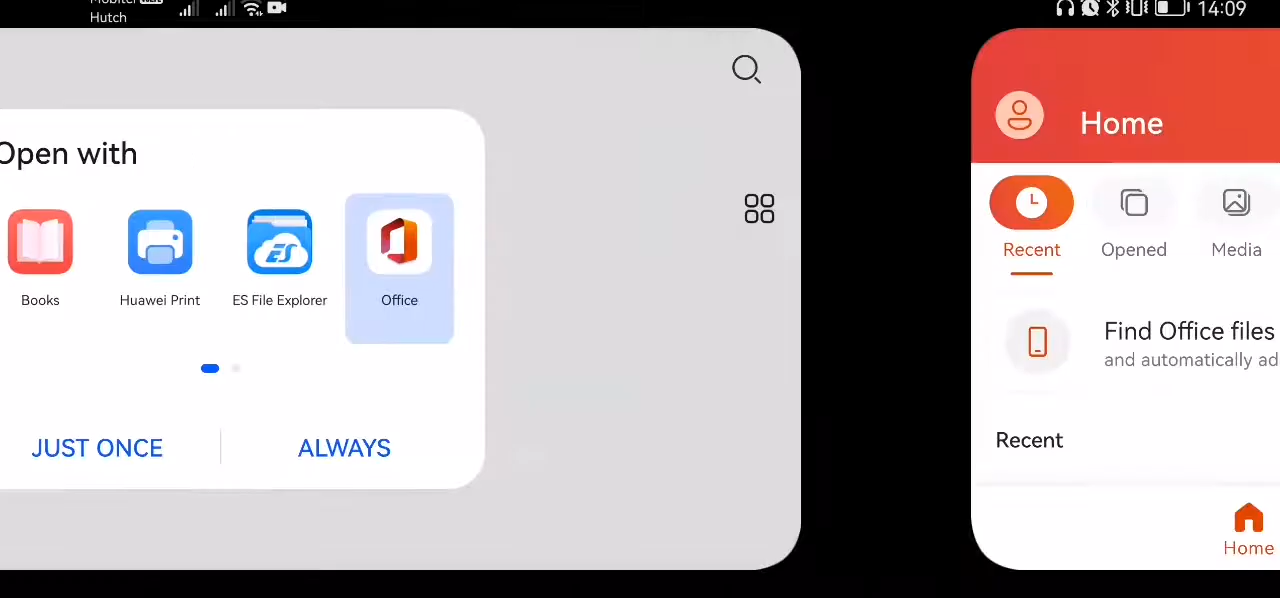 Hutch
14:09
Open with
Books
Huawei Print
ES File Explorer
Office
JUST ONCE
ALWAYS
Home
Recent
Opened
Media
Find Office files
and automatically ad
Recent
Home